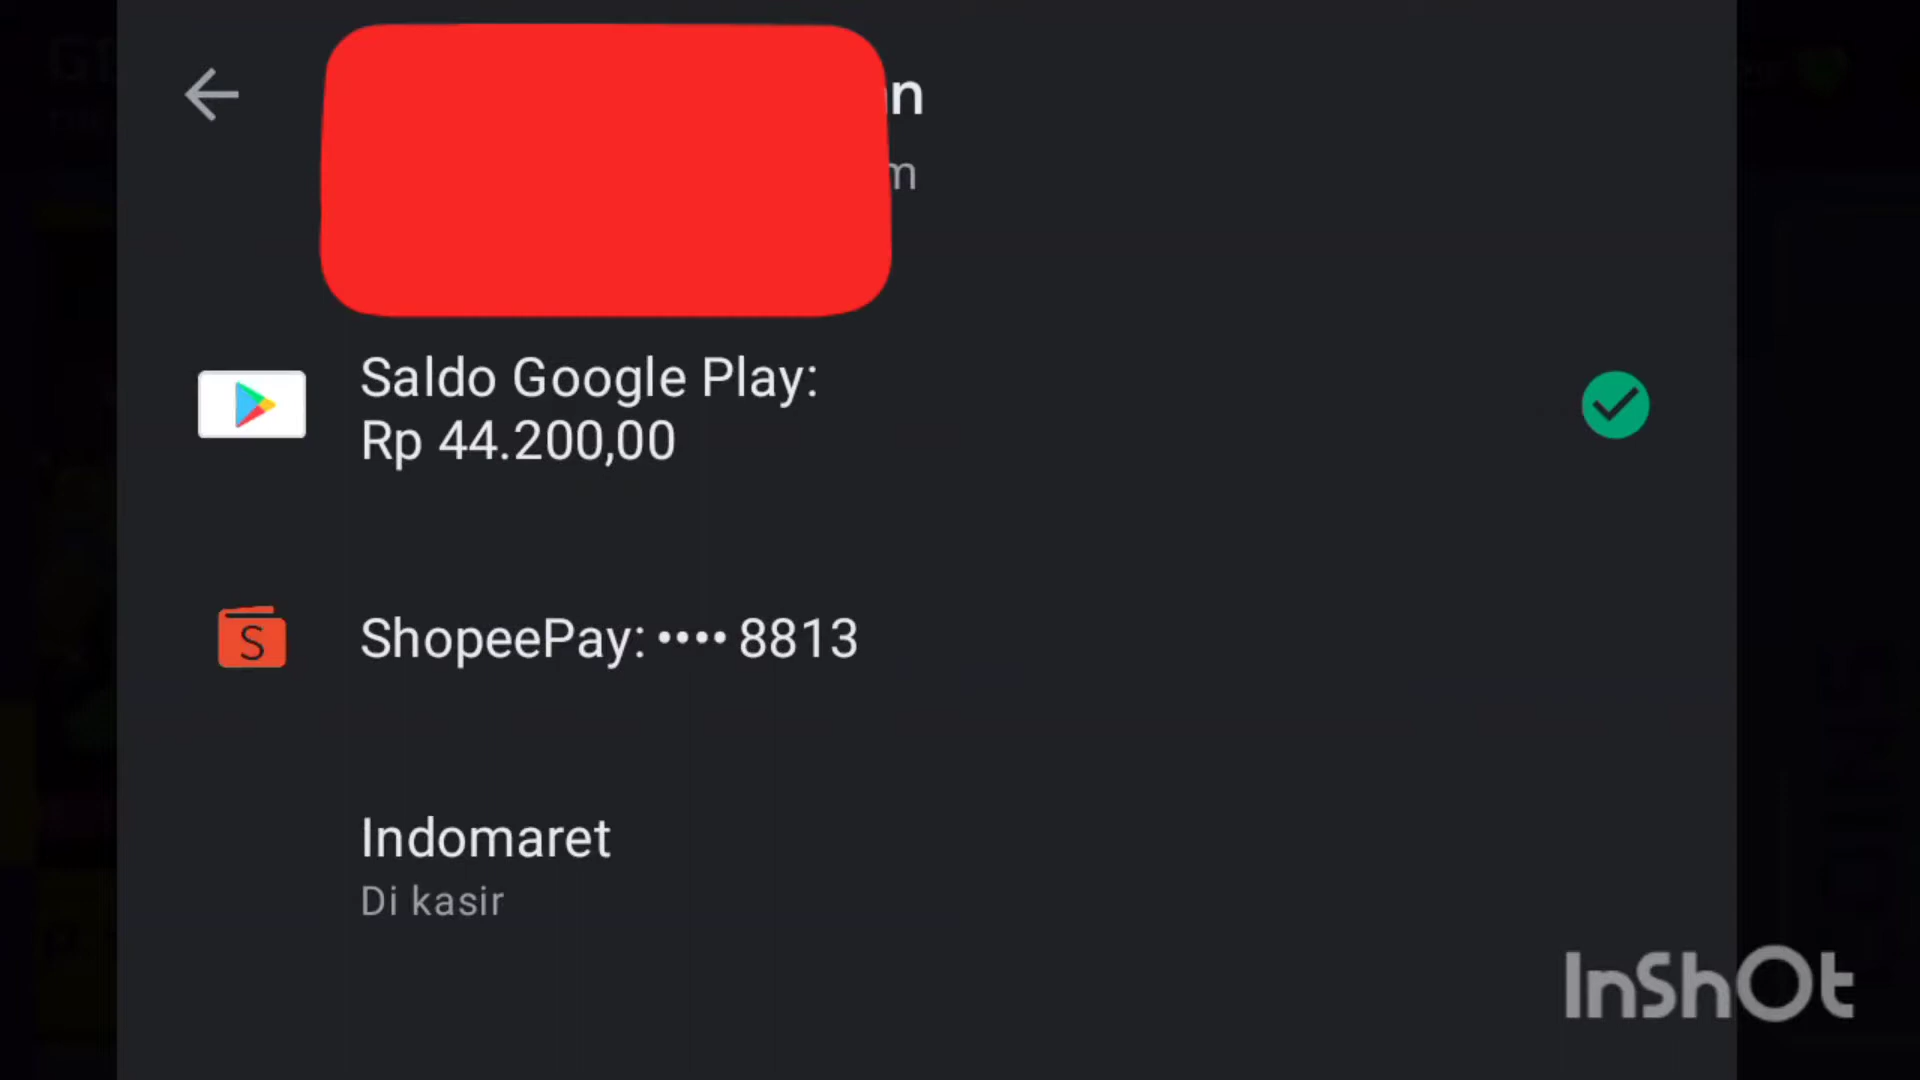 n
m
Saldo Google Play:
Rp 44.200,00
ShopeePay: •••• 8813
Indomaret
Di kasir
InShOt